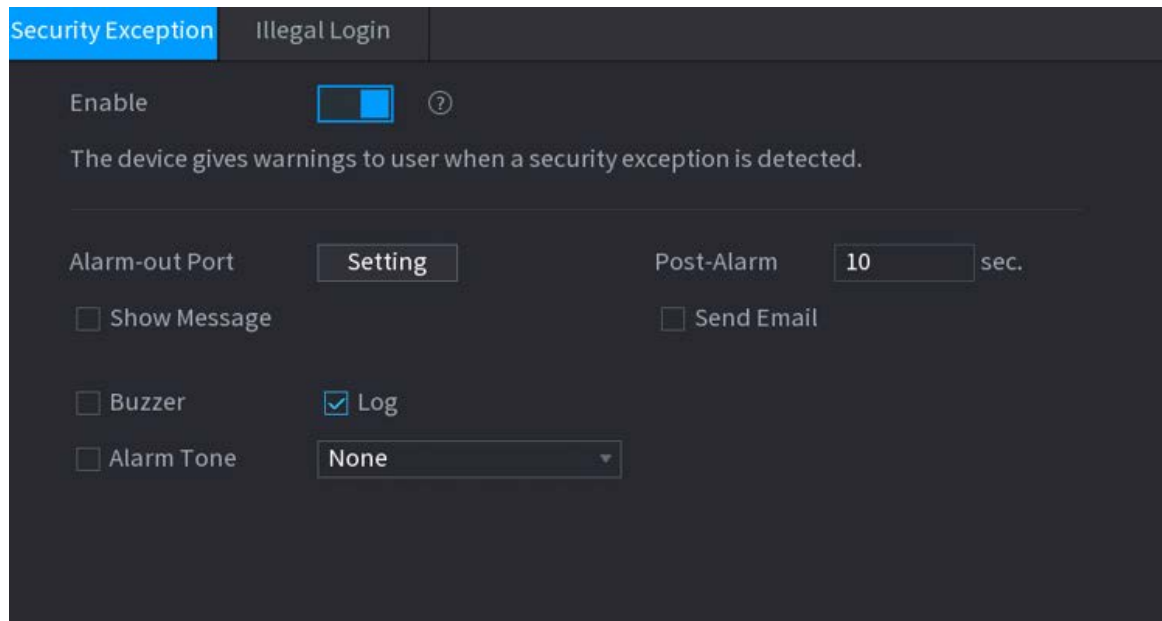 Security Exception Illegal Login
Enable ?
The device gives warnings to user when a security exception is detected.
Alarm-out Port Setting Post-Alarm 10 sec.
Show Message Send Email
Buzzer Log
Alarm Tone None